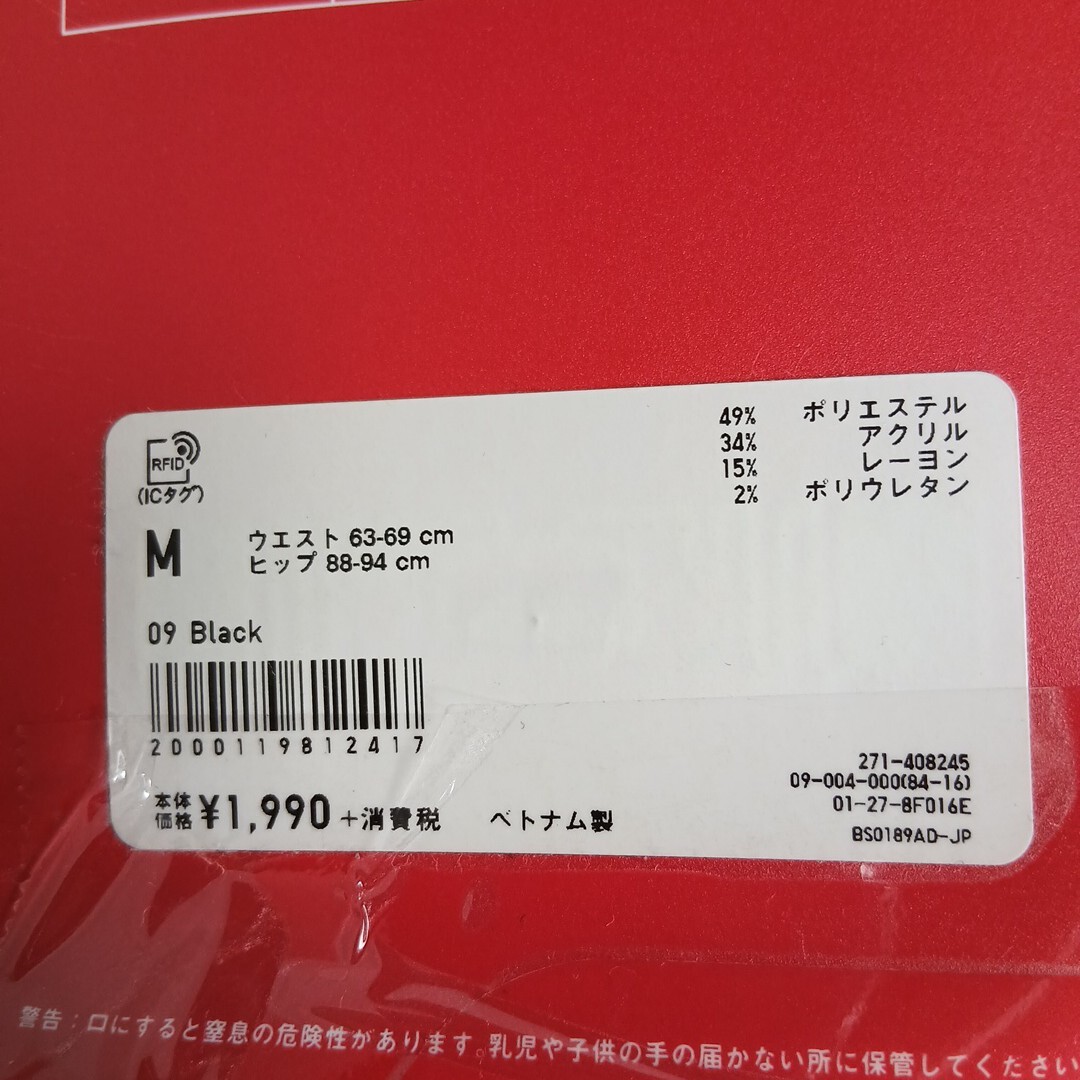 RFID
(ICタグ)
49% ポリエステル
34% アクリル
15% レーヨン
2% ポリウレタン
M
ウエスト 63-69 cm
ヒップ 88-94 cm
09 Black
2000119812417
本体価格 ¥1,990 +消費税 ベトナム製
271-408245
09-004-000(84-16)
01-27-8F016E
BS0189AD-JP
警告:口にすると窒息の危険性があります。乳児や子供の手の届かない所に保管してください